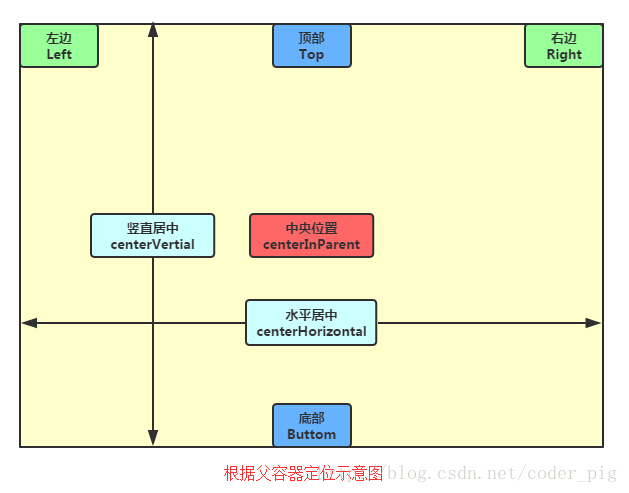 左边
Left
顶部
Top
右边
Right
竖直居中
centerVertial
中央位置
centerInParent
水平居中
centerHorizontal
底部
Buttom
根据父容器定位示意图
blog.csdn.net/coder_pig